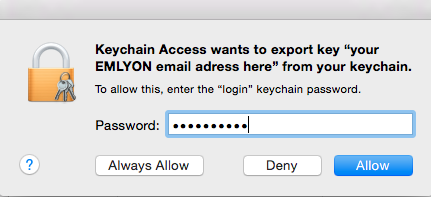 Keychain Access wants to export key “your
EMLYON email adress here” from your keychain.
To allow this, enter the “login” keychain password.
Password: ••••••••••
? Always Allow Deny Allow